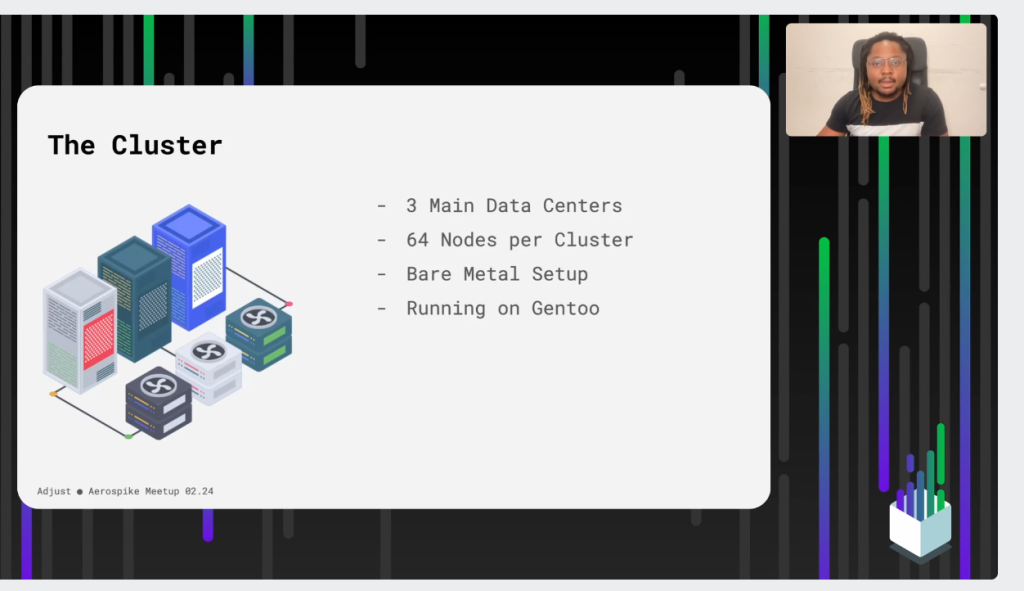 The Cluster
- 3 Main Data Centers
- 64 Nodes per Cluster
- Bare Metal Setup
- Running on Gentoo
Adjust ● Aerospike Meetup 02.24